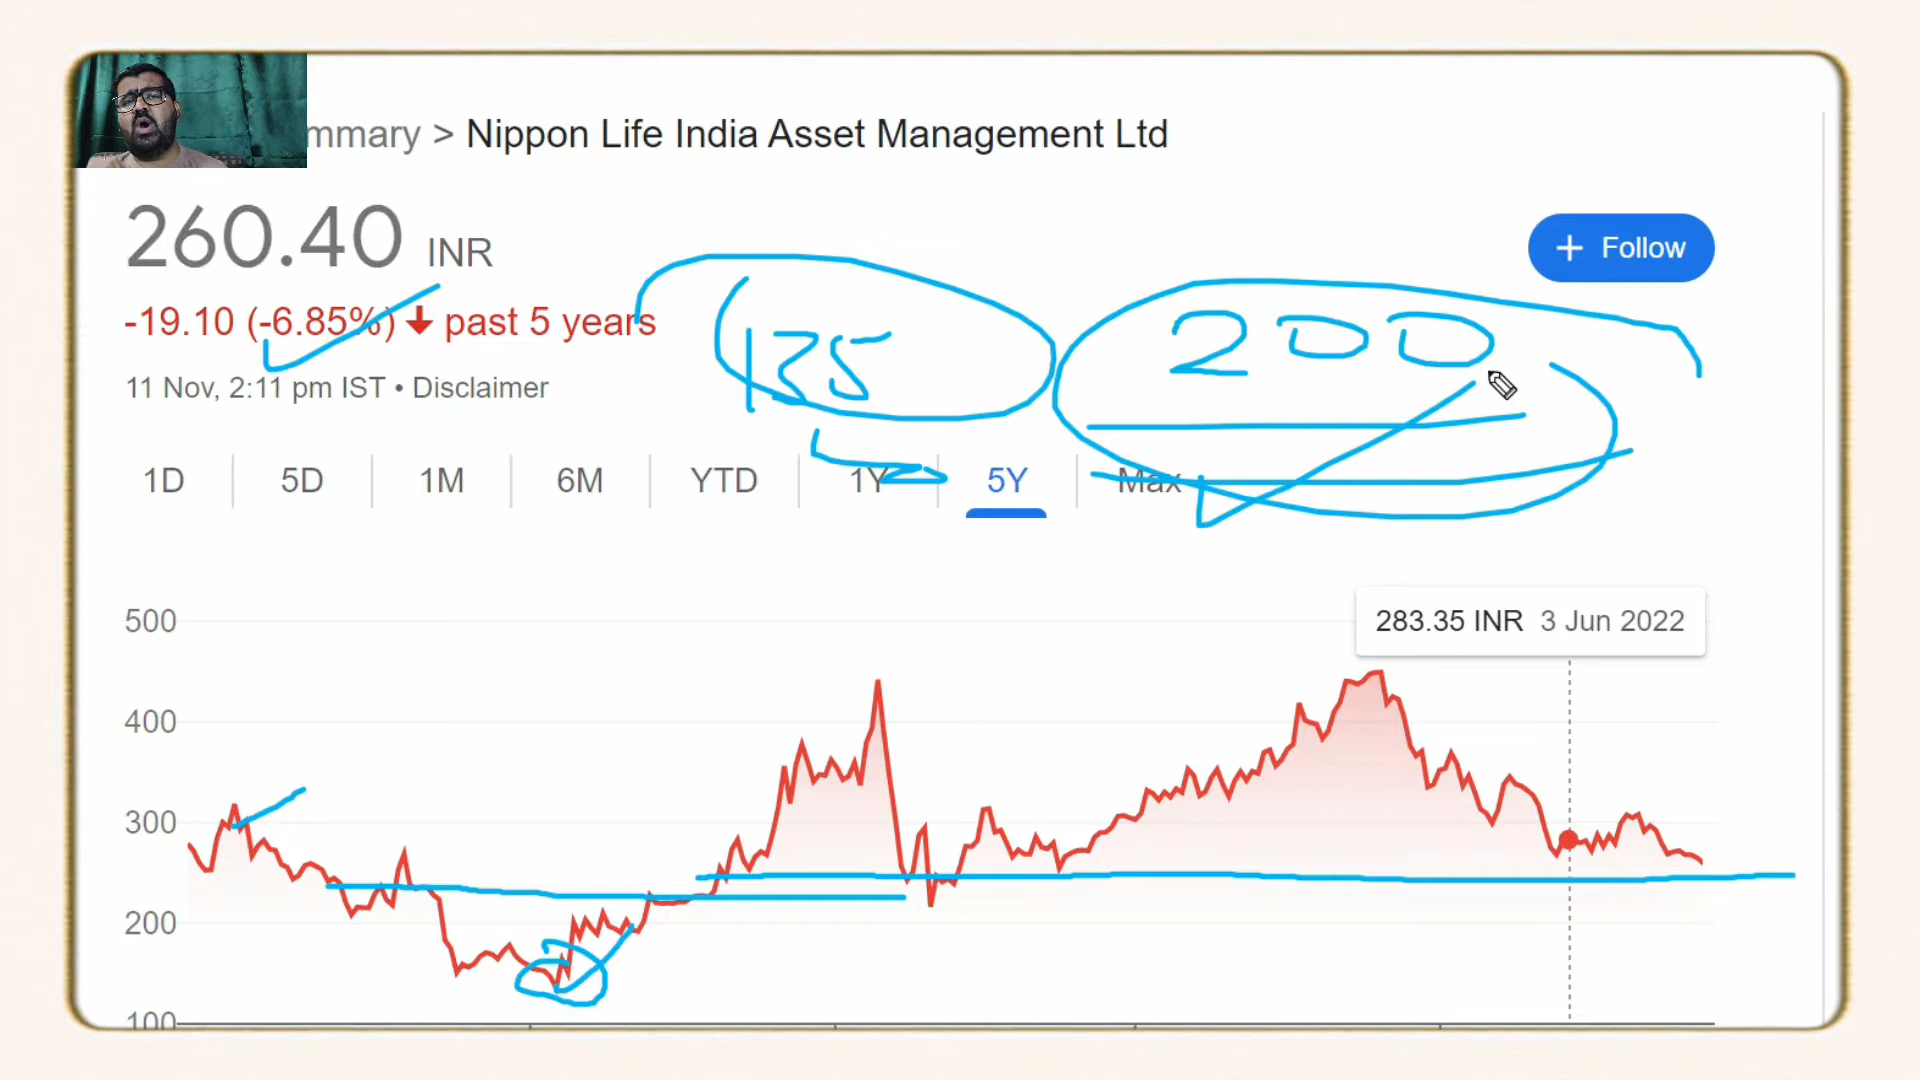 mmary > Nippon Life India Asset Management Ltd
260.40 INR
+ Follow
-19.10 (-6.85%) past 5 years
135
200
11 Nov, 2:11 pm IST • Disclaimer
1D 5D 1M 6M YTD 1Y 5Y Max
283.35 INR 3 Jun 2022
500
400
300
200
100